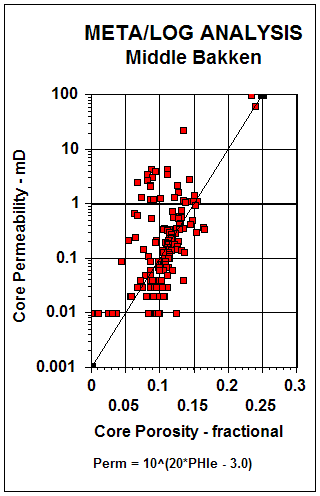 META/LOG ANALYSIS
Middle Bakken
100
10
1
0.1
0.01
0.001
Core Permeability - mD
0 0.1 0.2 0.3
0.05 0.15 0.25
Core Porosity - fractional
Perm = 10^(20*PHIe - 3.0)